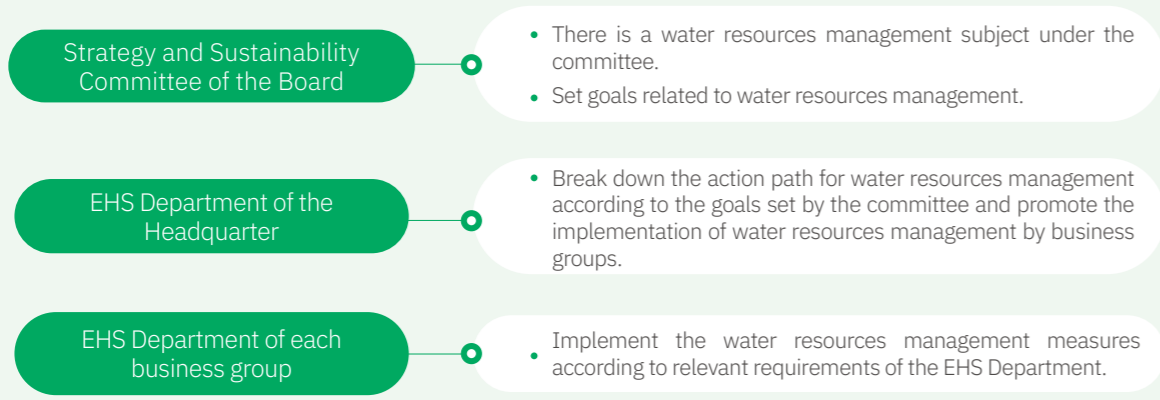 Strategy and Sustainability
Committee of the Board
• There is a water resources management subject under the
committee.
• Set goals related to water resources management.
EHS Department of the
Headquarter
• Break down the action path for water resources management
according to the goals set by the committee and promote the
implementation of water resources management by business
groups.
EHS Department of each
business group
• Implement the water resources management measures
according to relevant requirements of the EHS Department.